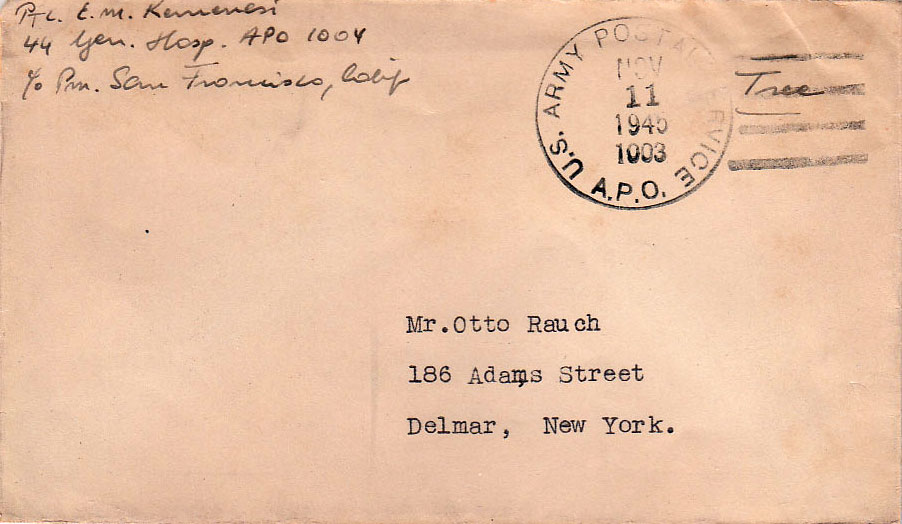 Pfc. E. M. Kemenesi
44 Gen. Hosp. APO 1004
c/o Pm. San Francisco, Calif
U.S. ARMY POSTAL SERVICE
NOV
11
1945
1003
A.P.O.
Free
Mr.Otto Rauch
186 Adams Street
Delmar, New York.